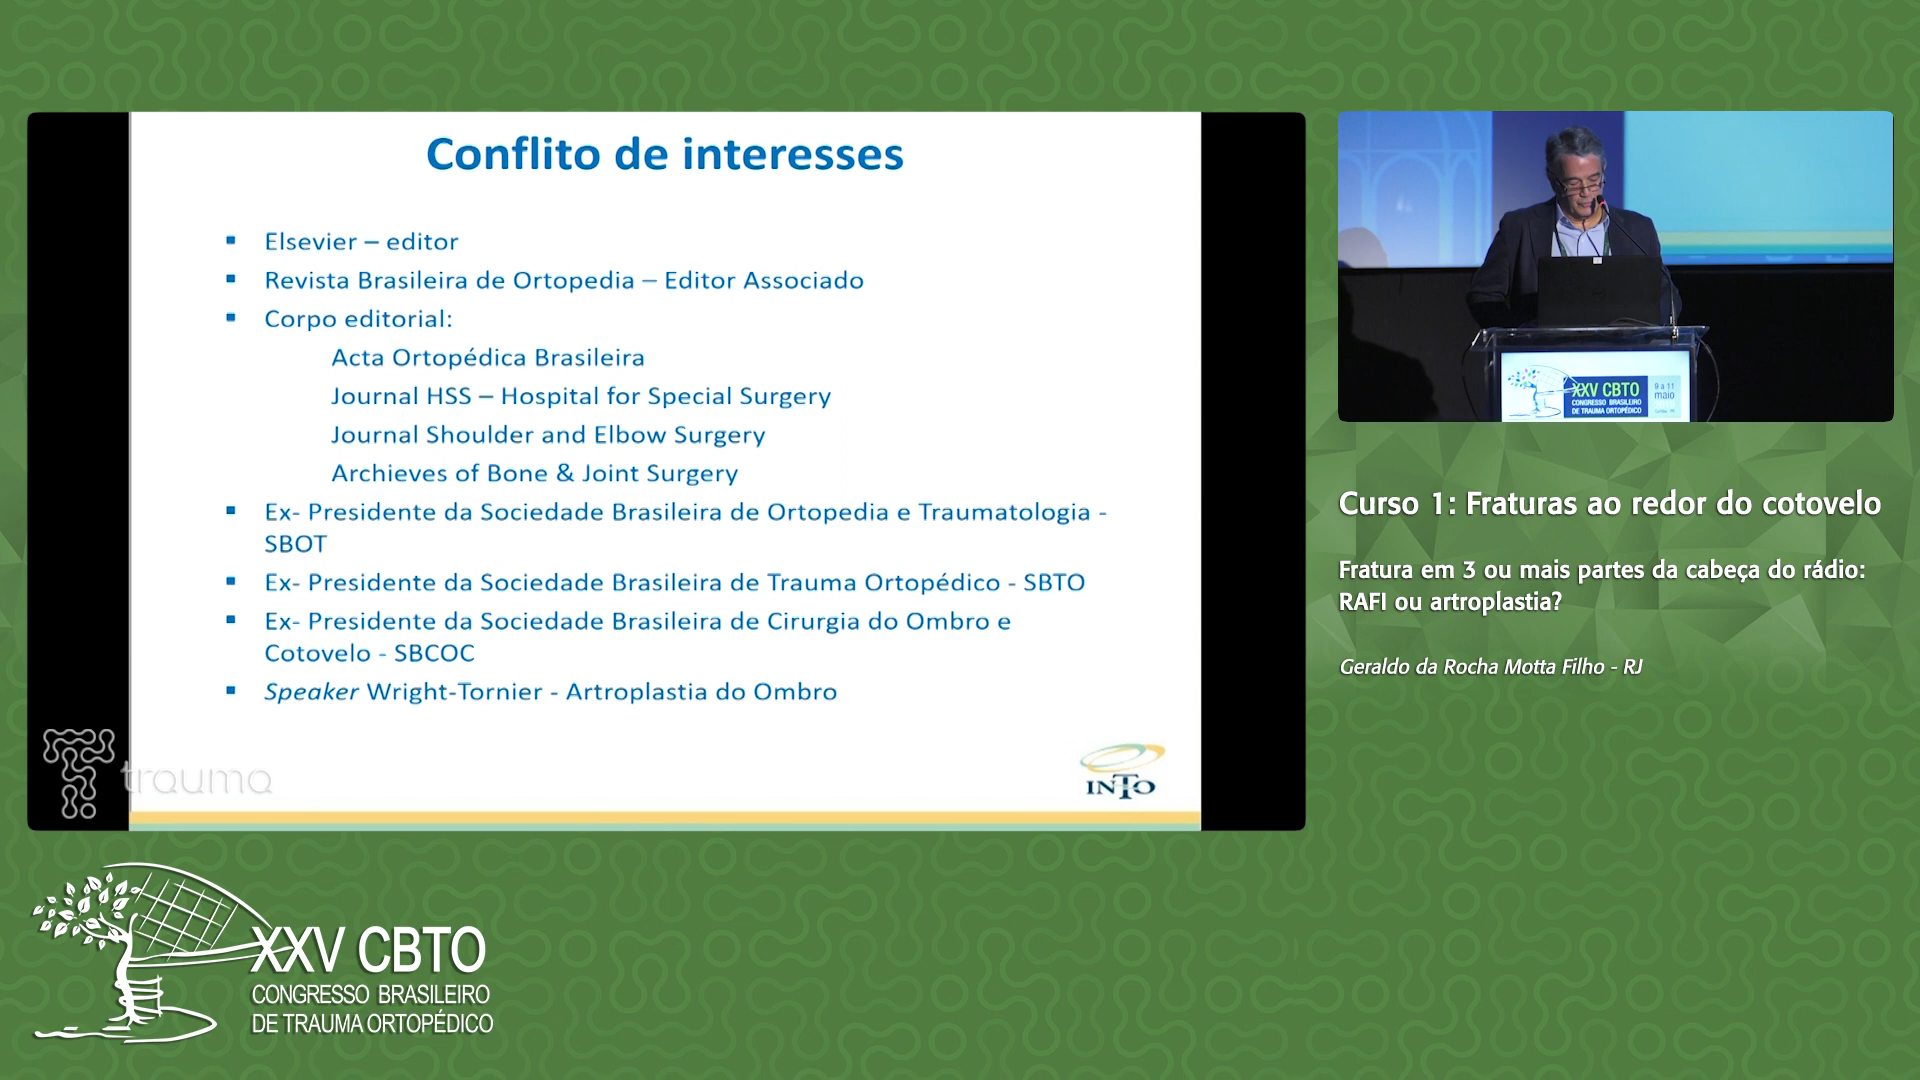 Conflito de interesses
Elsevier – editor
Revista Brasileira de Ortopedia – Editor Associado
Corpo editorial:
Acta Ortopédica Brasileira
Journal HSS – Hospital for Special Surgery
Journal Shoulder and Elbow Surgery
Archieves of Bone & Joint Surgery
Ex- Presidente da Sociedade Brasileira de Ortopedia e Traumatologia -
SBOT
Ex- Presidente da Sociedade Brasileira de Trauma Ortopédico - SBTO
Ex- Presidente da Sociedade Brasileira de Cirurgia do Ombro e
Cotovelo - SBCOC
Speaker Wright-Tornier - Artroplastia do Ombro
trauma
INTO
XXV CBTO
CONGRESSO BRASILEIRO
DE TRAUMA ORTOPÉDICO
9 a 11
maio
Curso 1: Fraturas ao redor do cotovelo
Fratura em 3 ou mais partes da cabeça do rádio:
RAFI ou artroplastia?
Geraldo da Rocha Motta Filho - RJ
XXV CBTO
CONGRESSO BRASILEIRO
DE TRAUMA ORTOPÉDICO